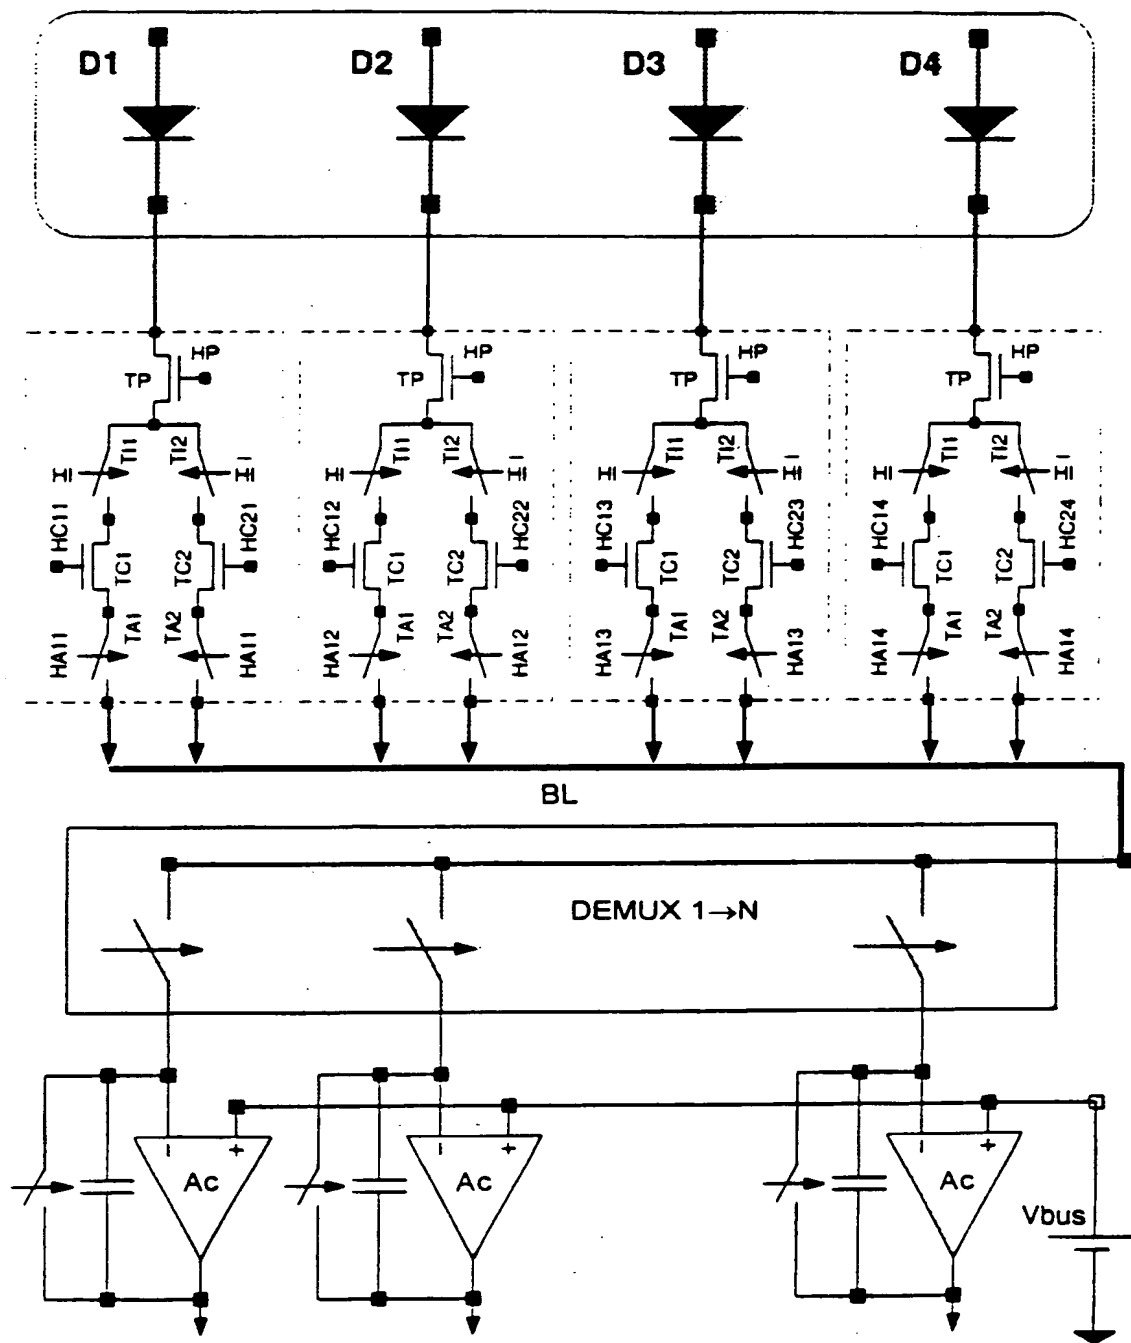 D1 D2 D3 D4
HP HP HP HP
TP TP TP TP
TI1 TI2 TI1 TI2 TI1 TI2 TI1 TI2
HI HI HI HI HI HI HI HI
HC11 HC21 HC12 HC22 HC13 HC23 HC14 HC24
TC1 TC2 TC1 TC2 TC1 TC2 TC1 TC2
TA1 TA2 TA1 TA2 TA1 TA2 TA1 TA2
HA11 HA11 HA12 HA12 HA13 HA13 HA14 HA14
BL
DEMUX 1→N
- + - + - +
Ac Ac Ac
Vbus